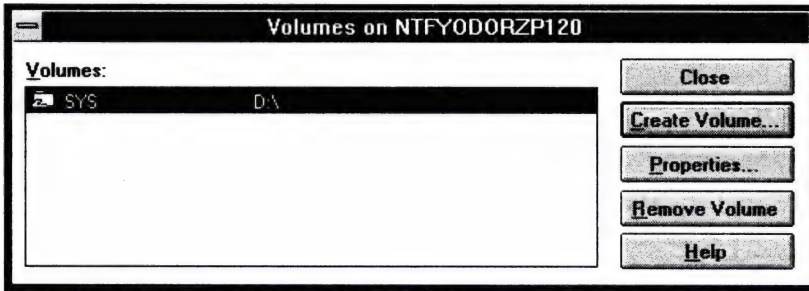 Volumes on NTFYODORZP120
Volumes:
SYS D:\
Close
Create Volume...
Properties...
Remove Volume
Help